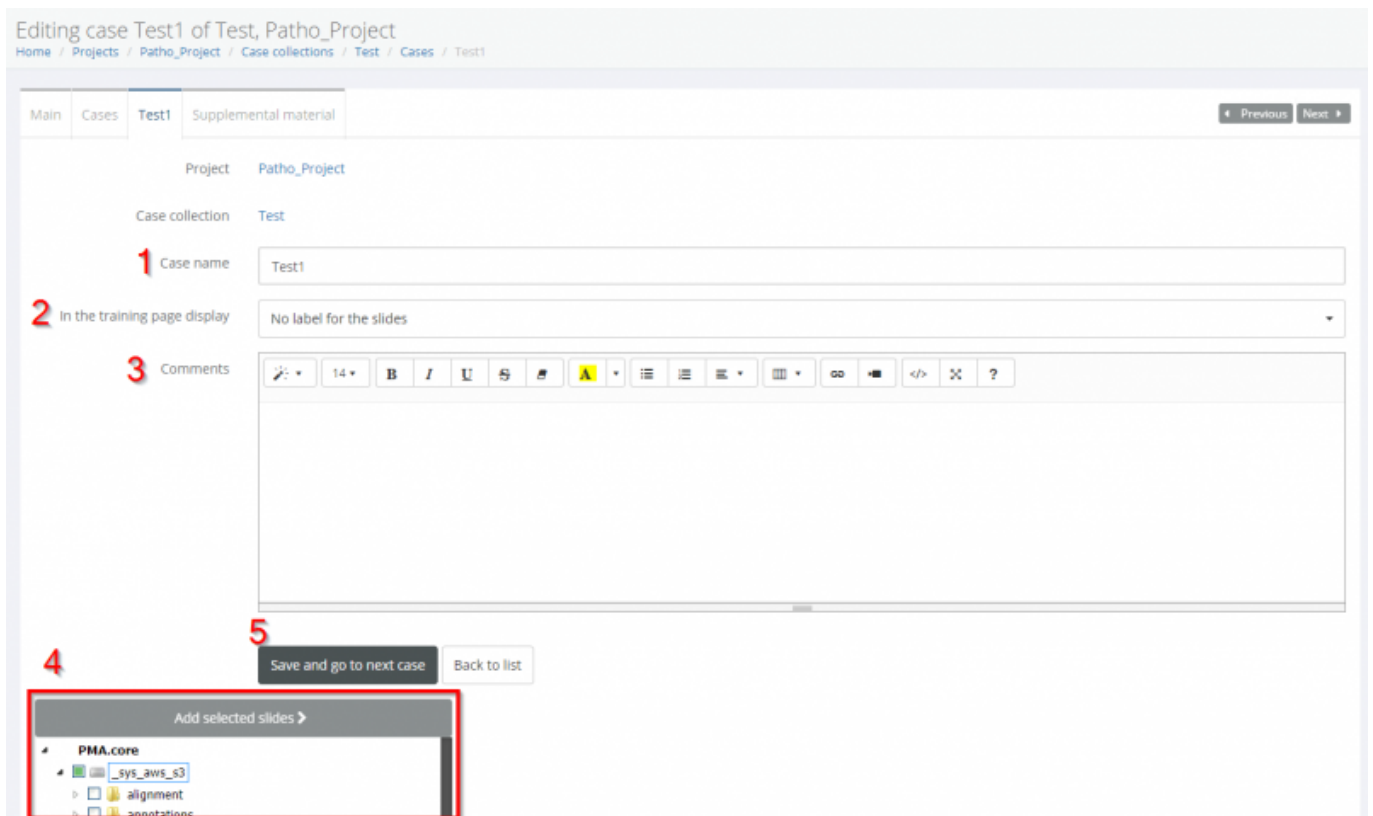 Editing case Test1 of Test, Patho_Project
Home / Projects / Patho_Project / Case collections / Test / Cases / Test1
Main Cases Test1 Supplemental material Previous Next
Project Patho_Project
Case collection Test
1 Case name Test1
2 In the training page display No label for the slides
3 Comments 14 B I U S A </> ?
5
4 Save and go to next case Back to list
Add selected slides
PMA.core
_sys_aws_s3
alignment
annotations